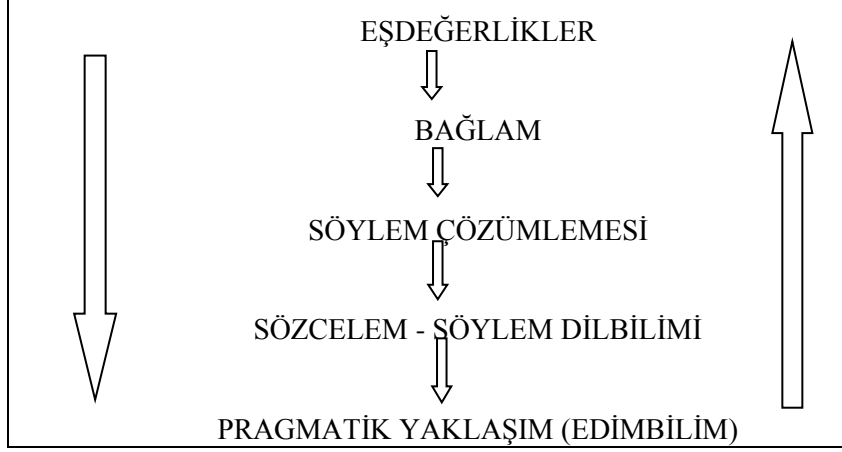 EŞDEĞERLİKLER
BAĞLAM
SÖYLEM ÇÖZÜMLEMESİ
SÖZCELEM - SÖYLEM DİLBİLİMİ
PRAGMATİK YAKLAŞIM (EDİMBİLİM)